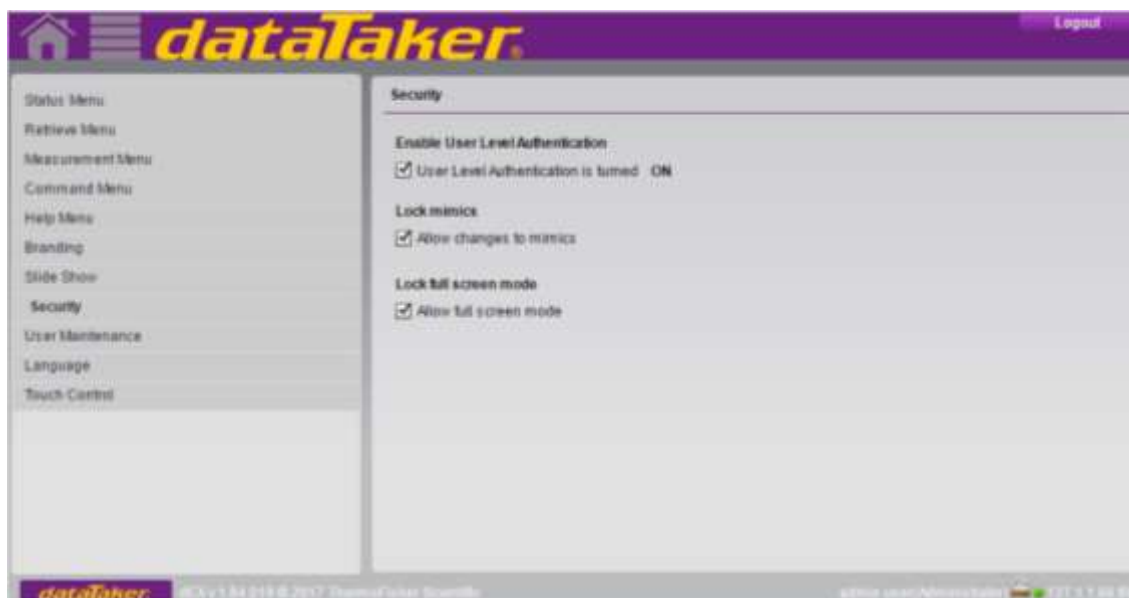 dataTaker®
Logout
Status Menu
Retrieve Menu
Measurement Menu
Command Menu
Help Menu
Branding
Slide Show
Security
User Maintenance
Language
Touch Control
Security
Enable User Level Authentication
User Level Authentication is turned ON
Lock mimics
Allow changes to mimics
Lock full screen mode
Allow full screen mode
dataTaker